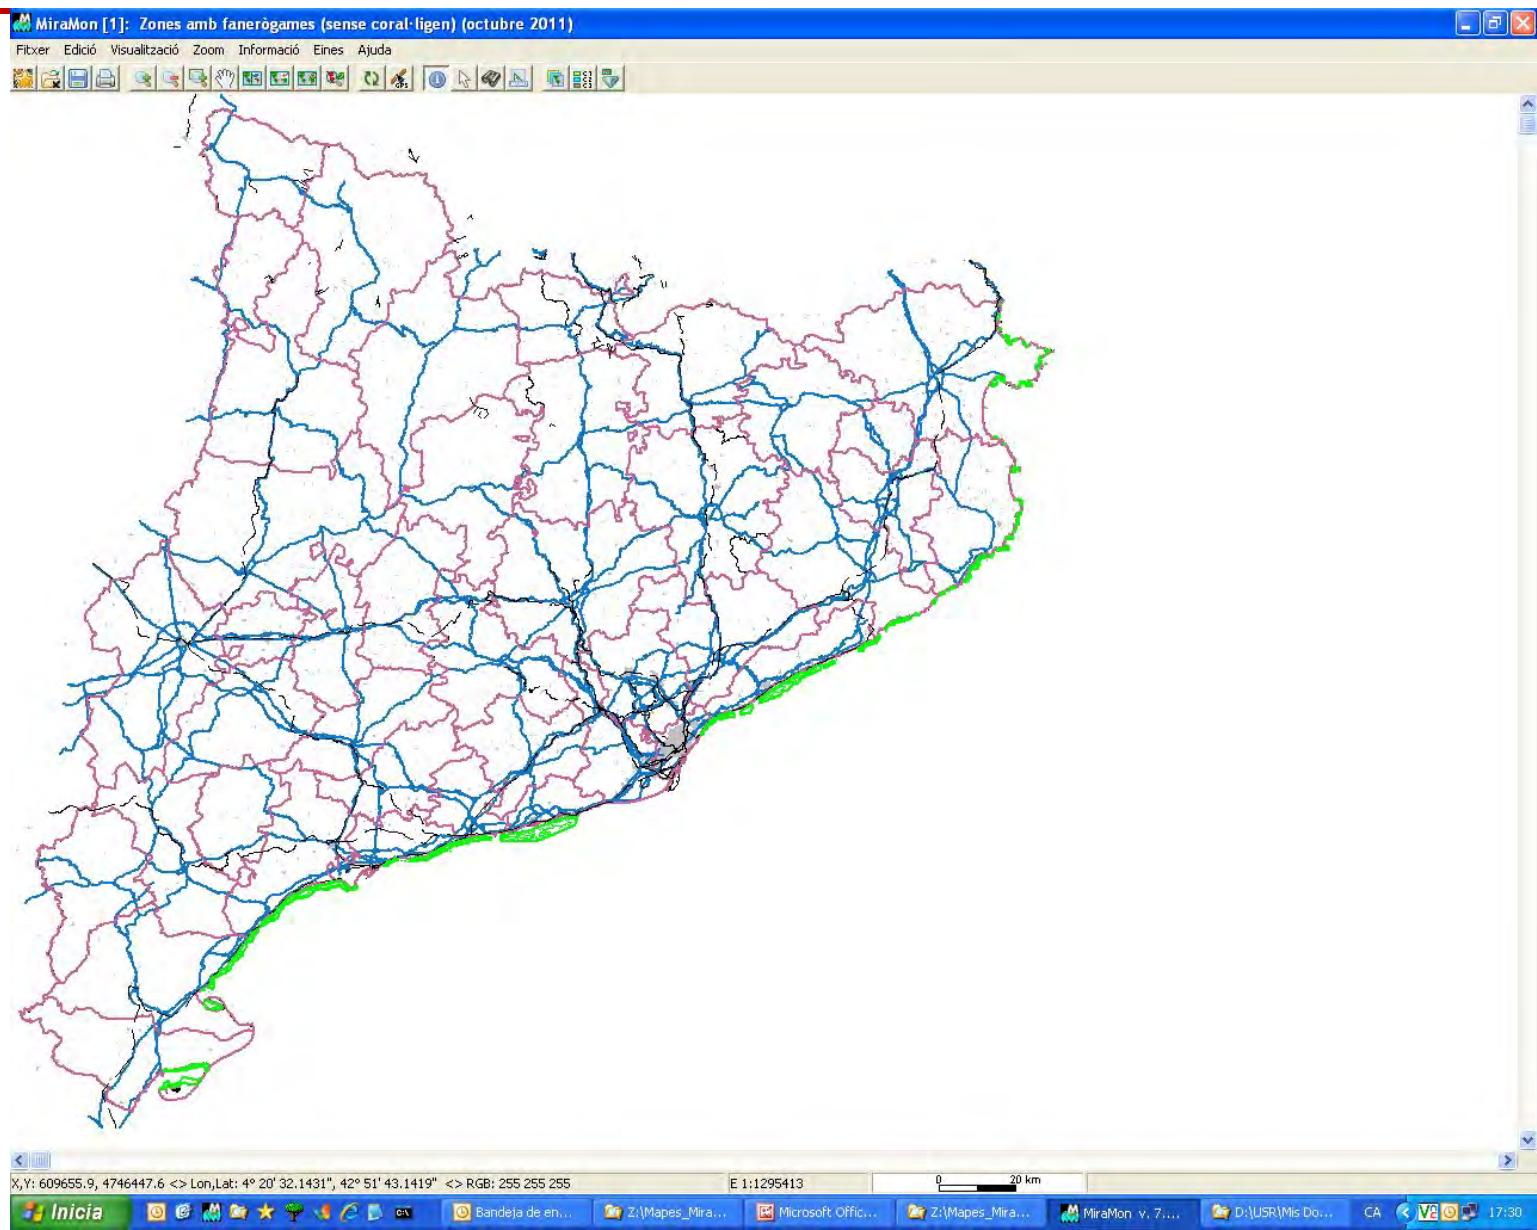 MiraMon [1]: Zones amb fanerògames (sense coral·ligen) (octubre 2011)
Fitxer Edició Visualització Zoom Informació Eines Ajuda
GPS
X,Y: 609655.9, 4746447.6 <> Lon,Lat: 4° 20' 32.1431", 42° 51' 43.1419" <> RGB: 255 255 255
E 1:1295413
0 20 km
Inicia
Bandeja de en...
Z:\Mapes_Mira...
Microsoft Offic...
Z:\Mapes_Mira...
MiraMon v. 7....
D:\USR\Mis Do...
CA
17:30